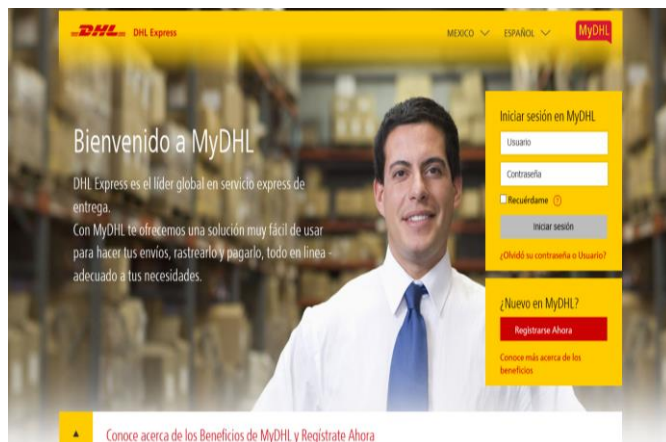 DHL DHL Express
MEXICO ESPAÑOL MyDHL
Bienvenido a MyDHL
DHL Express es el líder global en servicio express de
entrega.
Con MyDHL te ofrecemos una solución muy fácil de usar
para hacer tus envíos, rastrearlo y pagarlo, todo en linea -
adecuado a tus necesidades.
Iniciar sesión en MyDHL
Usuario
Contraseña
Recuérdame ?
Iniciar sesión
¿Olvidó su contraseña o Usuario?
¿Nuevo en MyDHL?
Registrarse Ahora
Conoce más acerca de los
beneficios
Conoce acerca de los Beneficios de MyDHL y Regístrate Ahora